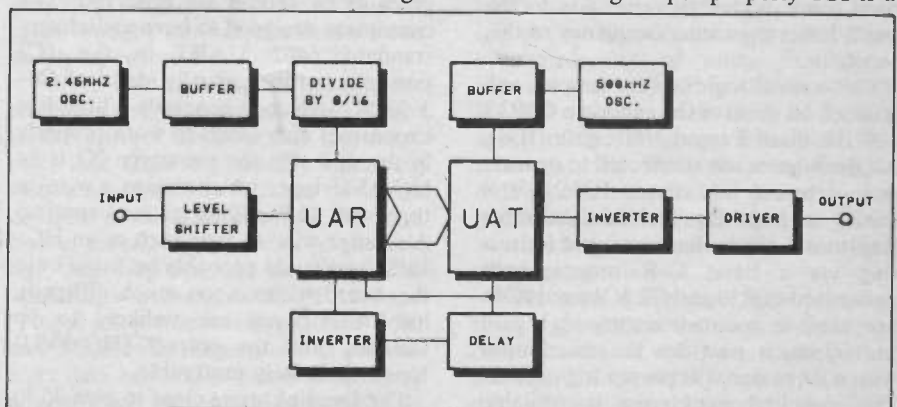 2.46MHZ OSC.
BUFFER
DIVIDE BY 8/16
BUFFER
500kHZ OSC.
INPUT
LEVEL SHIFTER
UAR
UAT
INVERTER
DRIVER
OUTPUT
INVERTER
DELAY